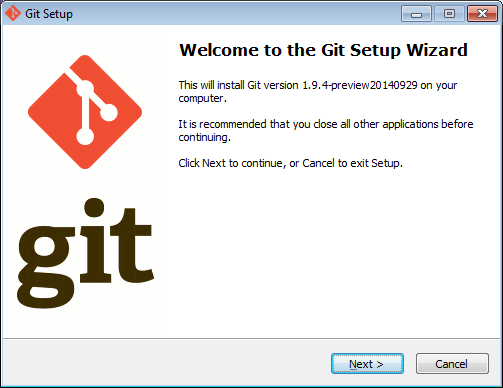 Git Setup
Welcome to the Git Setup Wizard
This will install Git version 1.9.4-preview20140929 on your
computer.
It is recommended that you close all other applications before
continuing.
Click Next to continue, or Cancel to exit Setup.
git
Next >
Cancel